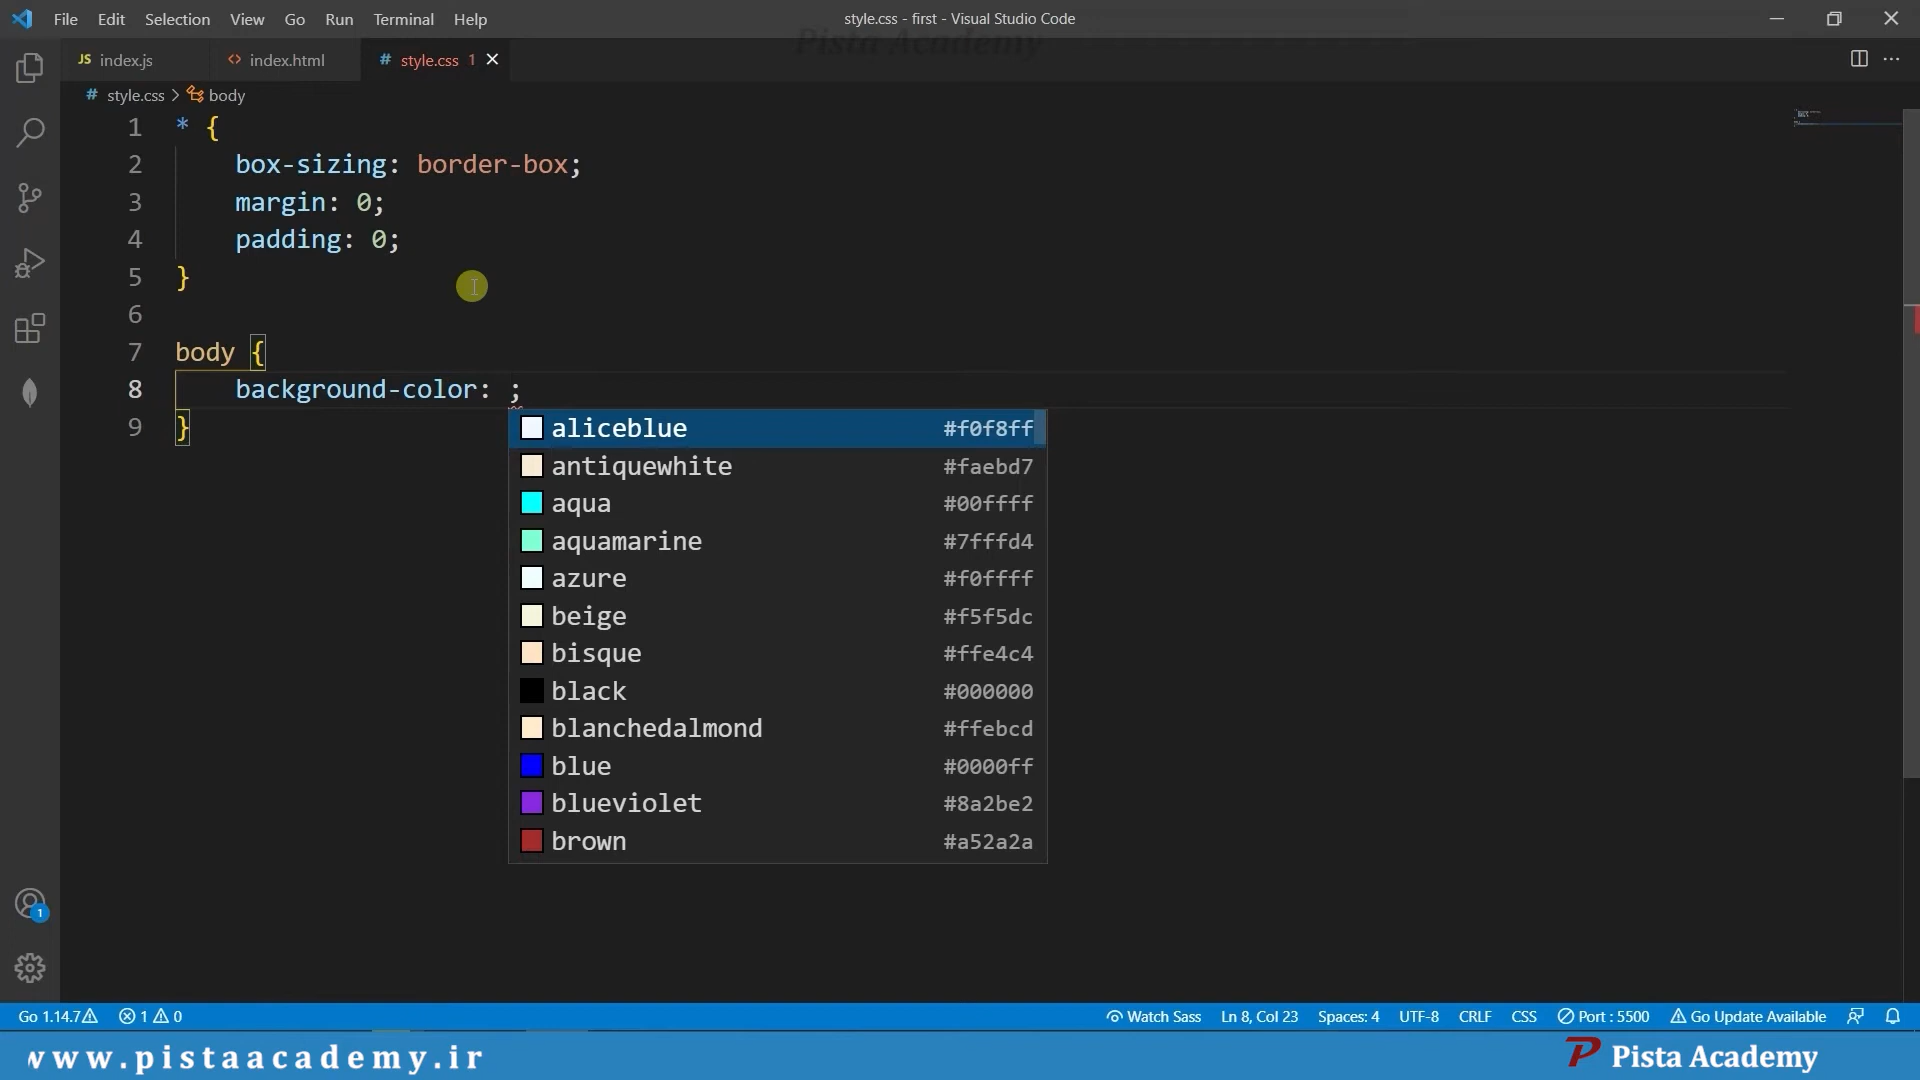 File Edit Selection View Go Run Terminal Help
style.css - first - Visual Studio Code
Pista Academy
JS index.js
<> index.html
# style.css 1
# style.css > body
1 * {
2 box-sizing: border-box;
3 margin: 0;
4 padding: 0;
5 }
6
7 body {
8 background-color: ;
9 }
aliceblue #f0f8ff
antiquewhite #faebd7
aqua #00ffff
aquamarine #7fffd4
azure #f0ffff
beige #f5f5dc
bisque #ffe4c4
black #000000
blanchedalmond #ffebcd
blue #0000ff
blueviolet #8a2be2
brown #a52a2a
1
Go 1.14.7 1 0 Watch Sass Ln 8, Col 23 Spaces: 4 UTF-8 CRLF CSS Port : 5500 Go Update Available
www.pistaacademy.ir
P Pista Academy